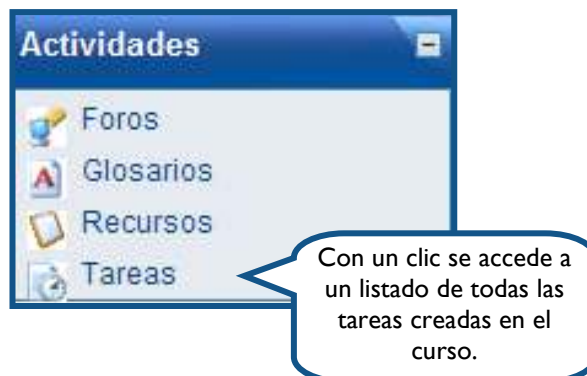 Actividades
Foros
Glosarios
Recursos
Tareas
Con un clic se accede a
un listado de todas las
tareas creadas en el
curso.